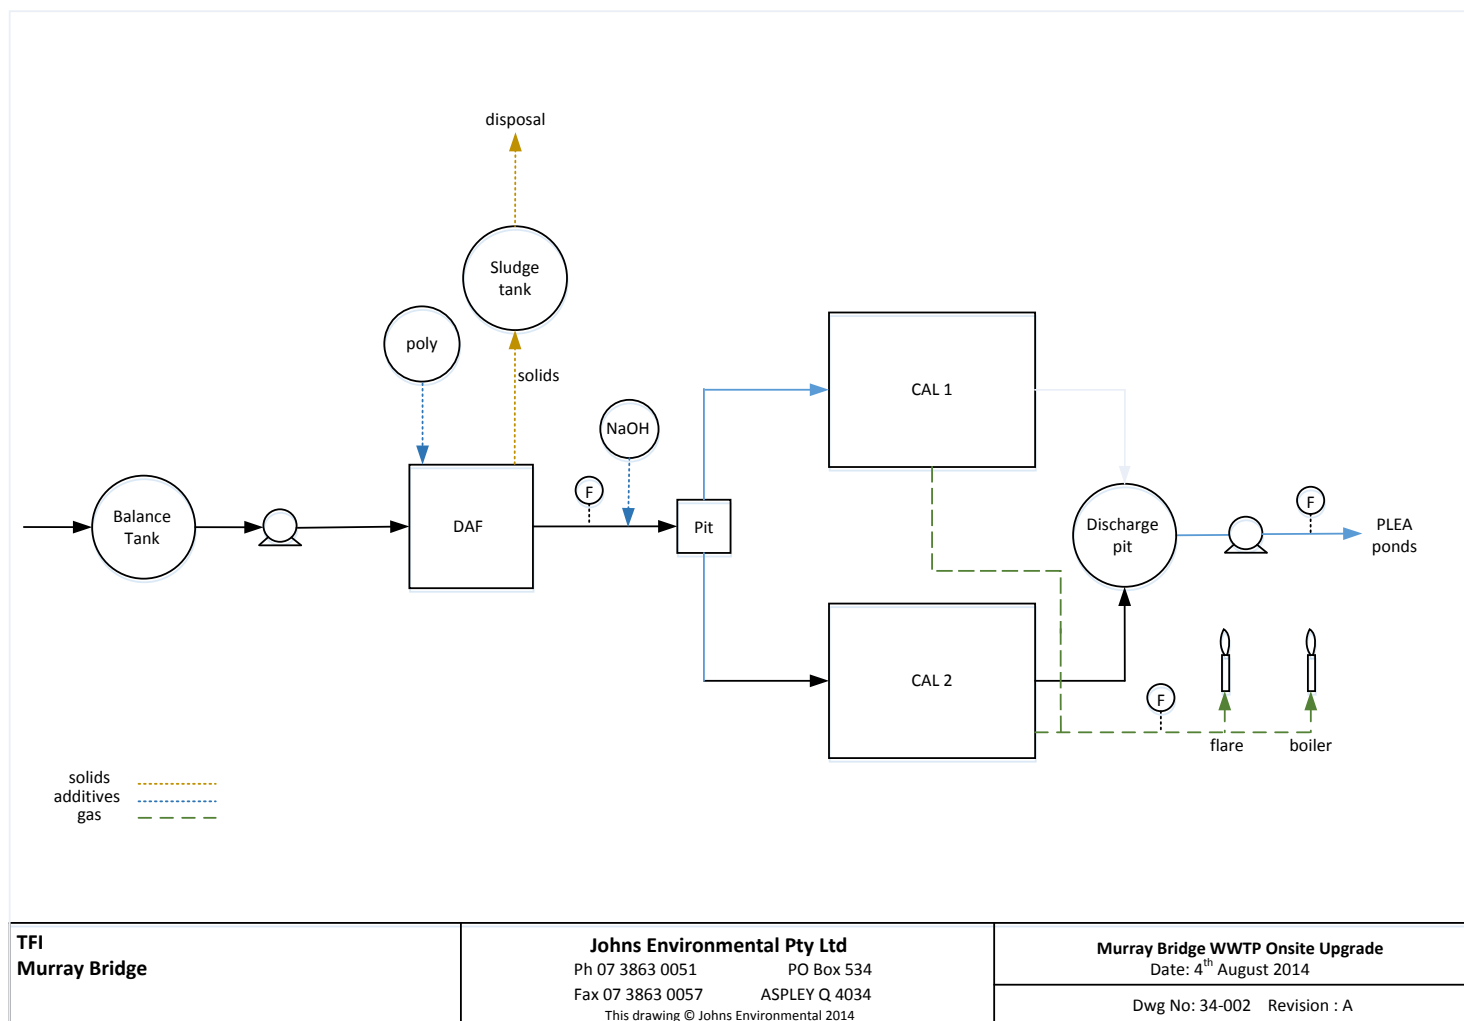 disposal
Sludge
tank
poly
solids
NaOH
CAL 1
Balance
Tank
DAF
F
Pit
Discharge
pit
F
PLEA
ponds
CAL 2
F
flare
boiler
solids
additives
gas
TFI
Murray Bridge
Johns Environmental Pty Ltd
Ph 07 3863 0051 PO Box 534
Fax 07 3863 0057 ASPLEY Q 4034
This drawing © Johns Environmental 2014
Murray Bridge WWTP Onsite Upgrade
Date: 4th August 2014
Dwg No: 34-002 Revision : A